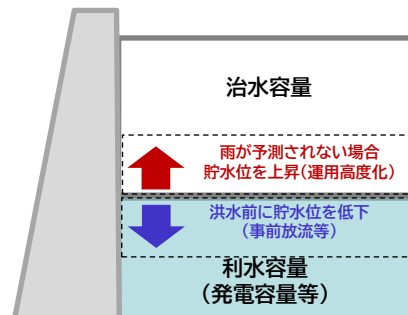 治水容量
雨が予測されない場合
貯水位を上昇（運用高度化）
洪水前に貯水位を低下
（事前放流等）
利水容量
（発電容量等）